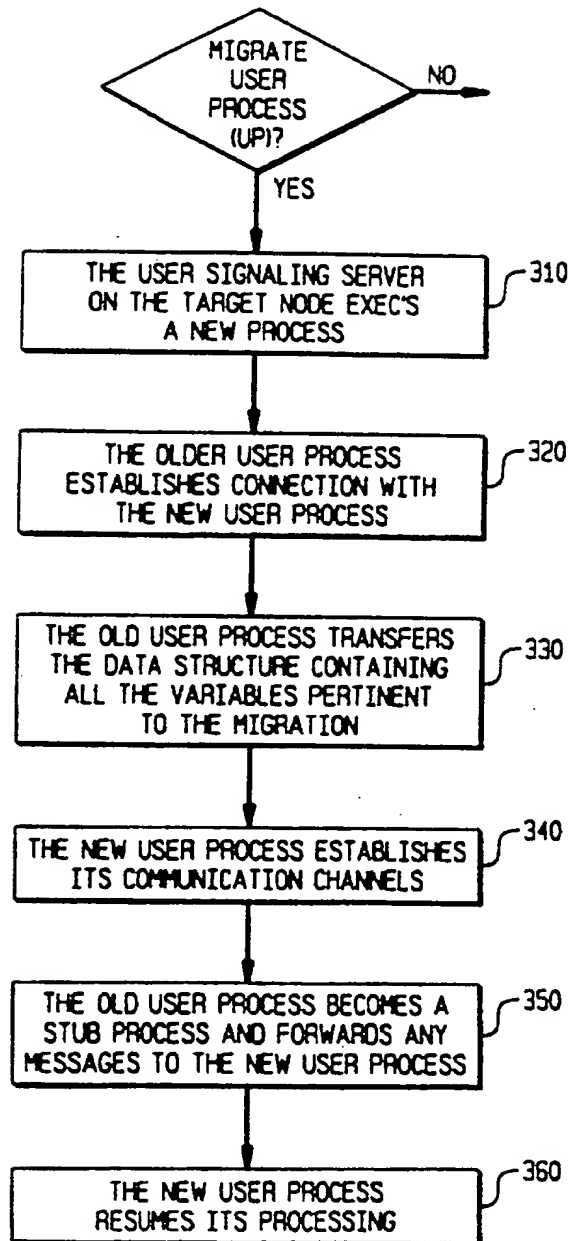 MIGRATE
USER
PROCESS
(UP)?
NO
YES
THE USER SIGNALING SERVER
ON THE TARGET NODE EXEC'S
A NEW PROCESS
310
THE OLDER USER PROCESS
ESTABLISHES CONNECTION WITH
THE NEW USER PROCESS
320
THE OLD USER PROCESS TRANSFERS
THE DATA STRUCTURE CONTAINING
ALL THE VARIABLES PERTINENT
TO THE MIGRATION
330
THE NEW USER PROCESS ESTABLISHES
ITS COMMUNICATION CHANNELS
340
THE OLD USER PROCESS BECOMES A
STUB PROCESS AND FORWARDS ANY
MESSAGES TO THE NEW USER PROCESS
350
THE NEW USER PROCESS
RESUMES ITS PROCESSING
360